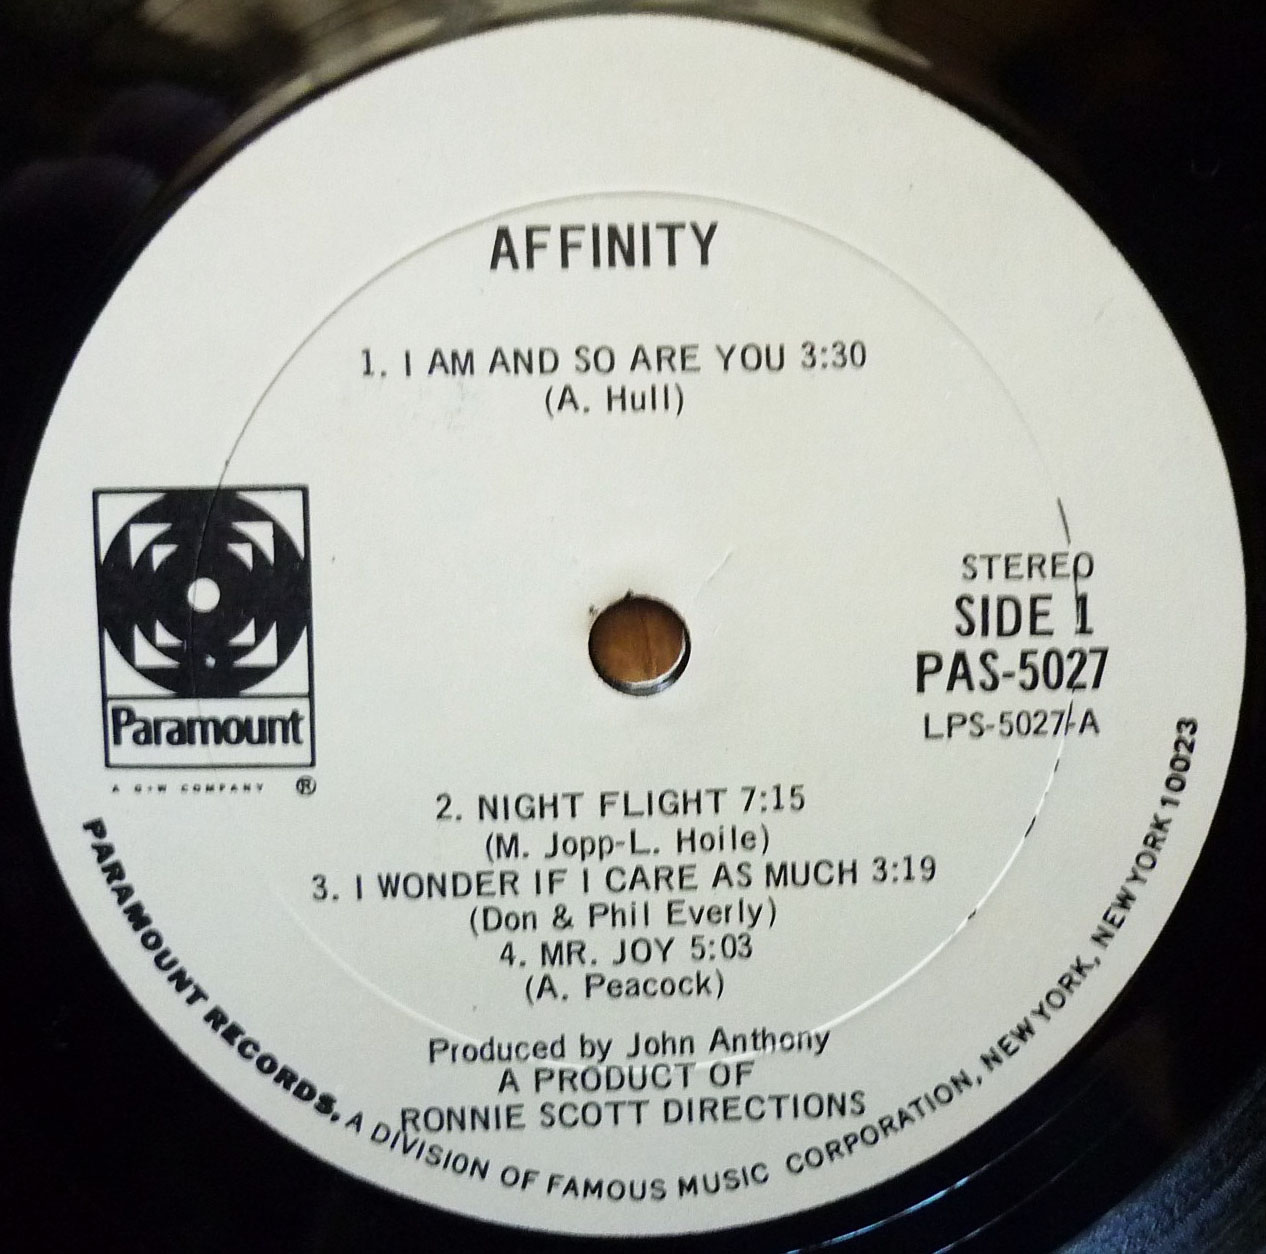 AFFINITY
1. I AM AND SO ARE YOU 3:30
(A. Hull)
Paramount
A G+W COMPANY ®
STEREO
SIDE 1
PAS-5027
LPS-5027-A
2. NIGHT FLIGHT 7:15
(M. Jopp-L. Hoile)
3. I WONDER IF I CARE AS MUCH 3:19
(Don & Phil Everly)
4. MR. JOY 5:03
(A. Peacock)
Produced by John Anthony
A PRODUCT OF
RONNIE SCOTT DIRECTIONS
PARAMOUNT RECORDS, A DIVISION OF FAMOUS MUSIC CORPORATION, NEW YORK, NEW YORK 10023